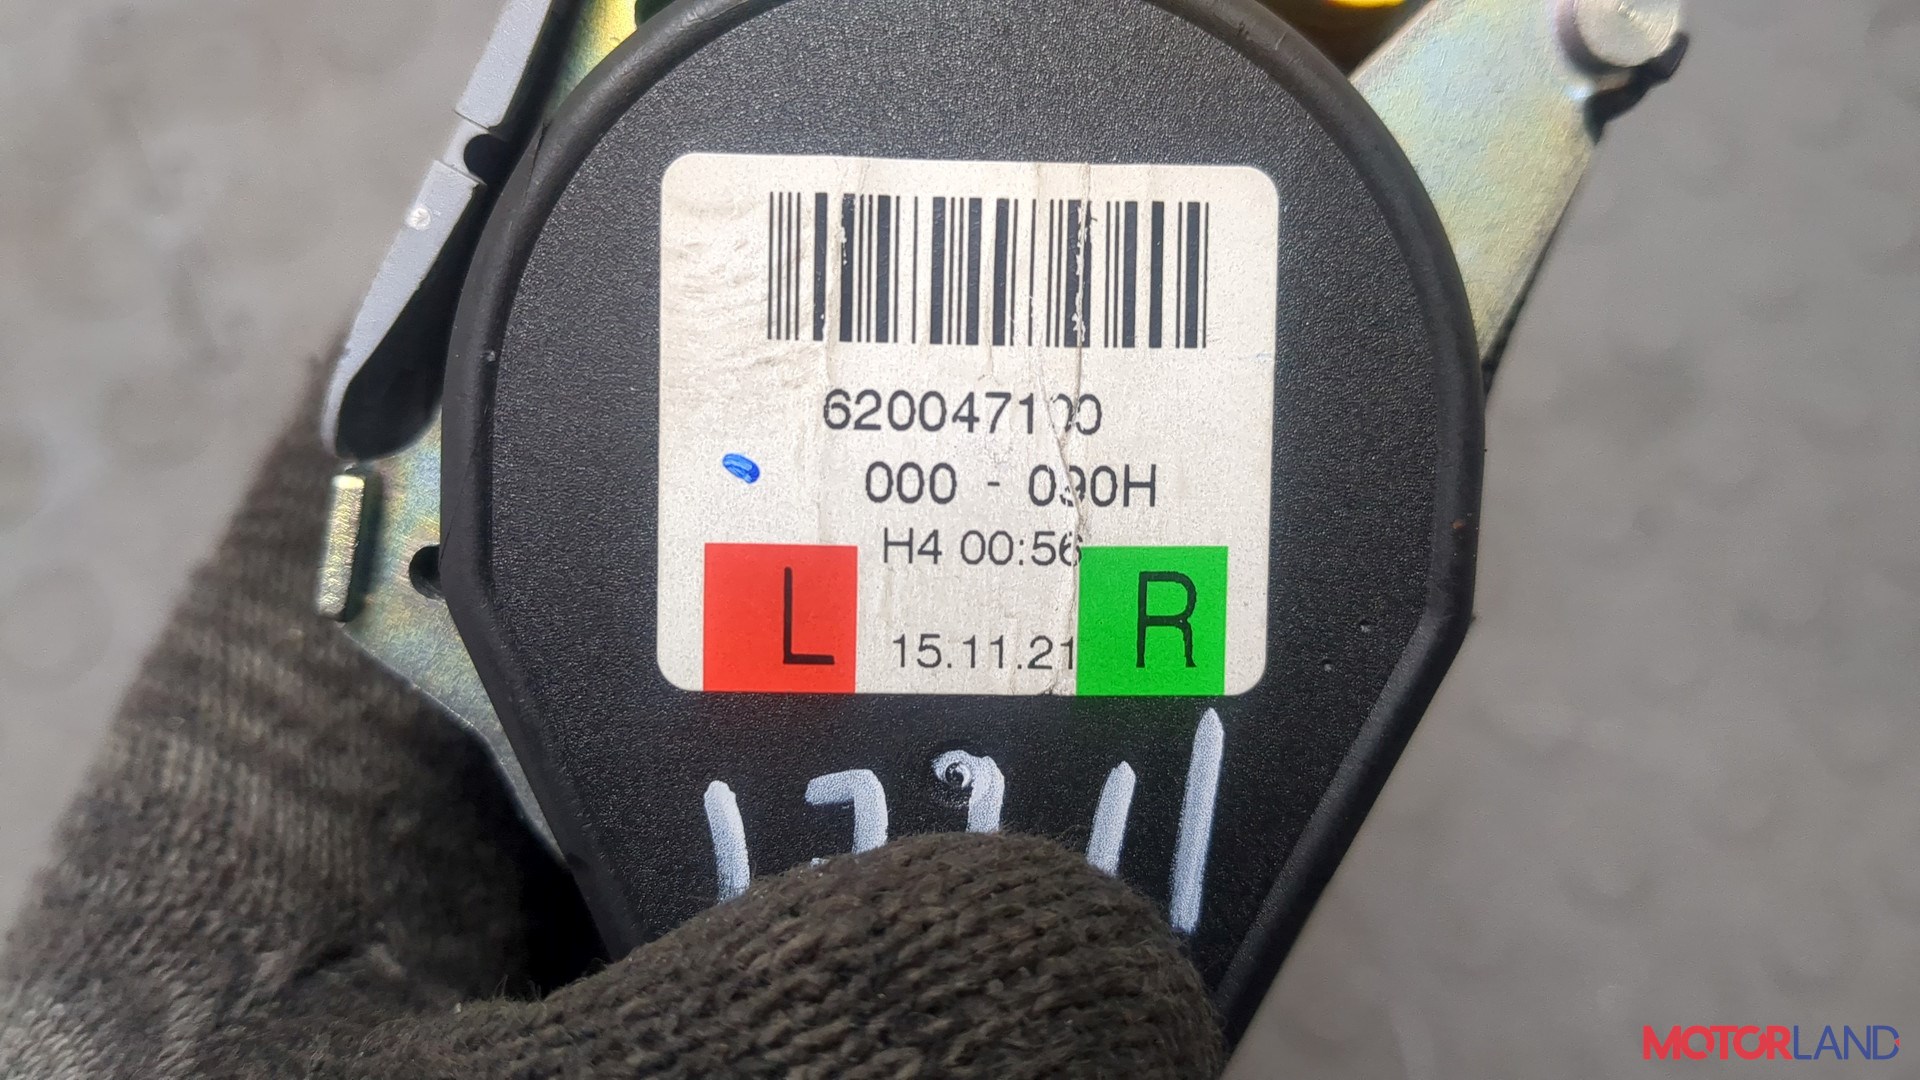 620047100
000 - 090H
H4 00:56
L 15.11.21 R
MOTORLAND